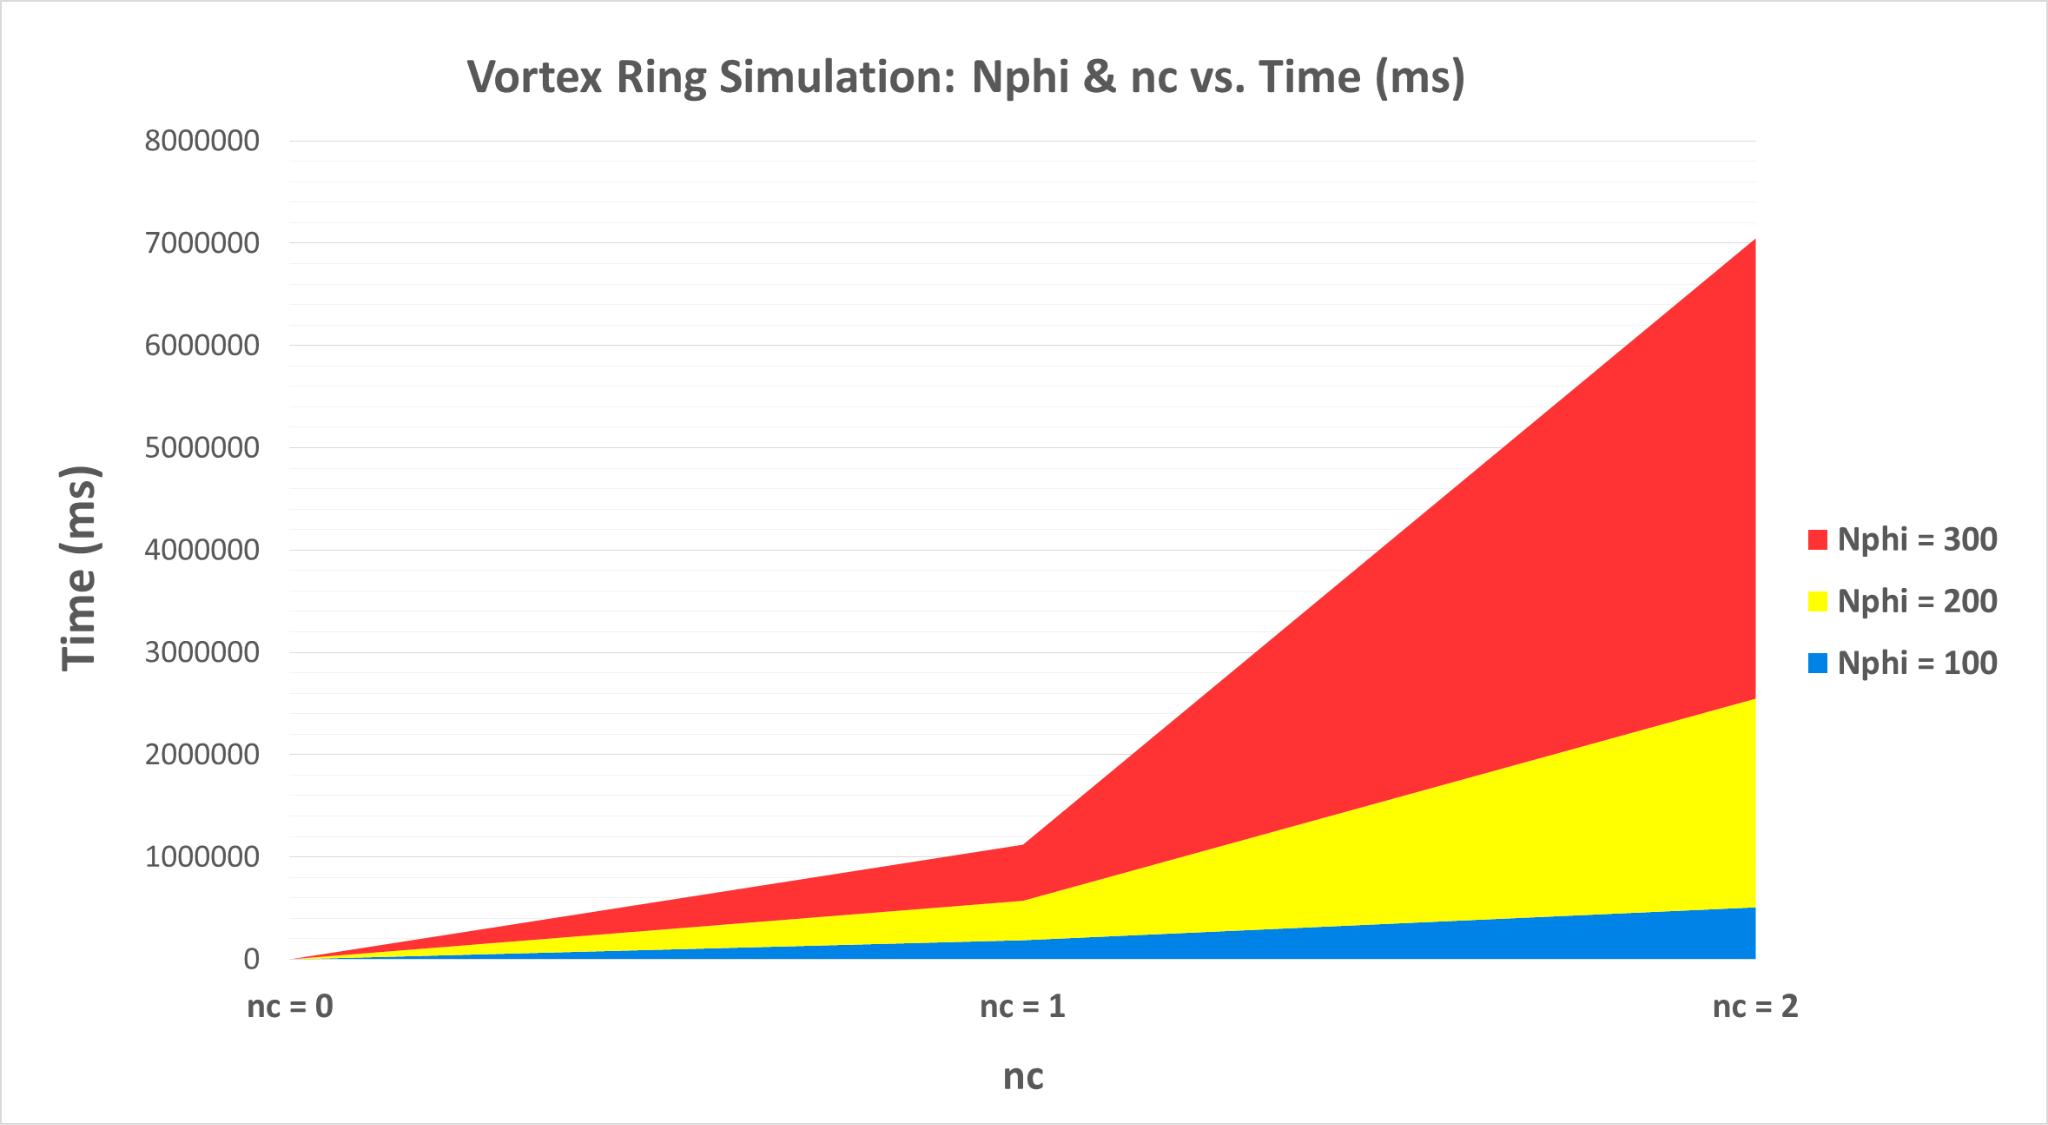 Vortex Ring Simulation: Nphi & nc vs. Time (ms)
8000000
7000000
6000000
5000000
4000000
3000000
2000000
1000000
0
Time (ms)
nc = 0
nc = 1
nc = 2
nc
Nphi = 300
Nphi = 200
Nphi = 100